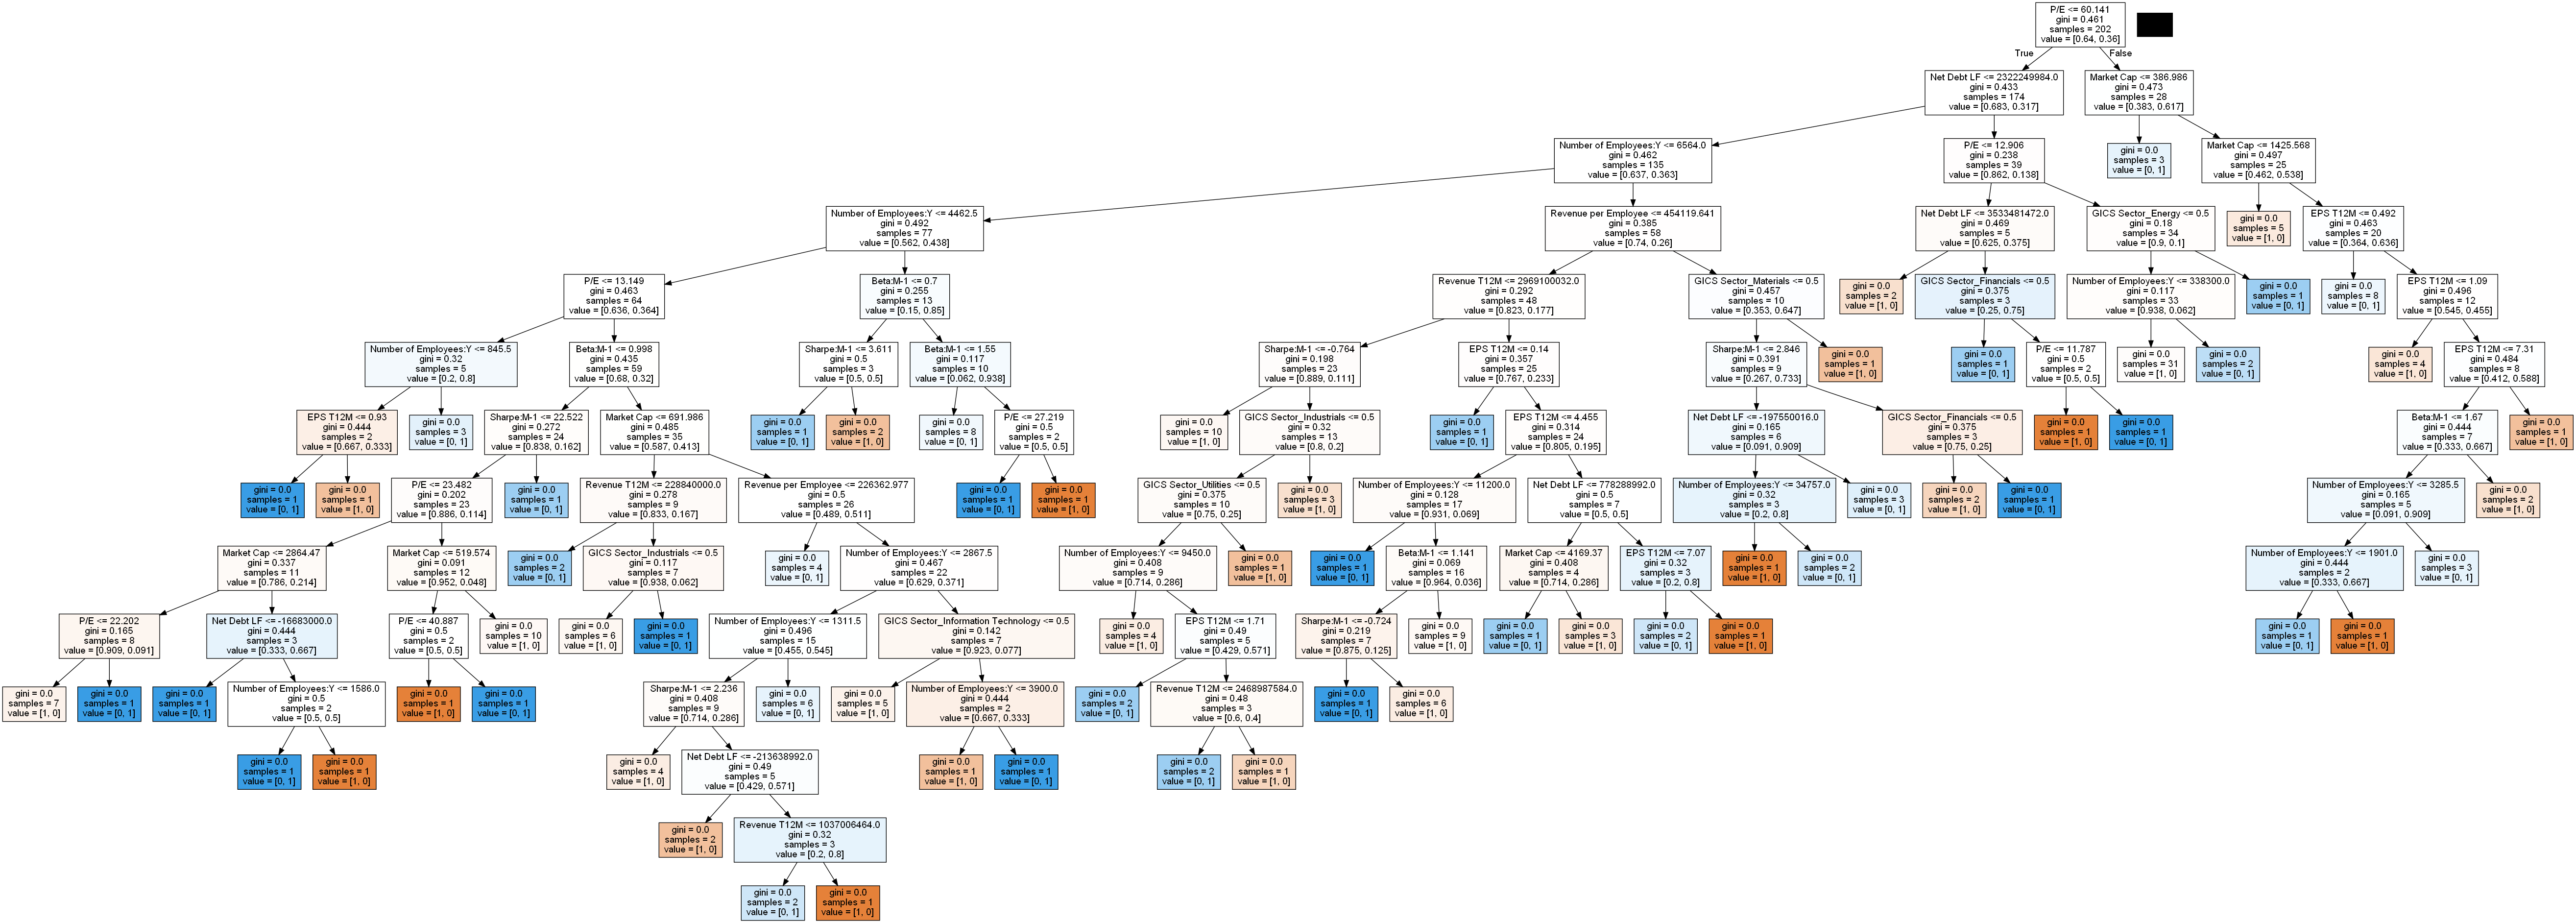 P/E <= 60.141
gini = 0.461
samples = 202
value = [0.64, 0.36]
True
False
Net Debt LF <= 2322249984.0
gini = 0.433
samples = 174
value = [0.683, 0.317]
Market Cap <= 386.986
gini = 0.473
samples = 28
value = [0.383, 0.617]
Number of Employees:Y <= 6564.0
gini = 0.462
samples = 135
value = [0.637, 0.363]
P/E <= 12.906
gini = 0.238
samples = 39
value = [0.862, 0.138]
gini = 0.0
samples = 3
value = [0, 1]
Market Cap <= 1425.568
gini = 0.497
samples = 25
value = [0.462, 0.538]
Number of Employees:Y <= 4462.5
gini = 0.492
samples = 77
value = [0.562, 0.438]
Revenue per Employee <= 454119.641
gini = 0.385
samples = 58
value = [0.74, 0.26]
Net Debt LF <= 3533481472.0
gini = 0.469
samples = 5
value = [0.625, 0.375]
GICS Sector_Energy <= 0.5
gini = 0.18
samples = 34
value = [0.9, 0.1]
gini = 0.0
samples = 5
value = [1, 0]
EPS T12M <= 0.492
gini = 0.463
samples = 20
value = [0.364, 0.636]
P/E <= 13.149
gini = 0.463
samples = 64
value = [0.636, 0.364]
Beta:M-1 <= 0.7
gini = 0.255
samples = 13
value = [0.15, 0.85]
Revenue T12M <= 2969100032.0
gini = 0.292
samples = 48
value = [0.823, 0.177]
GICS Sector_Materials <= 0.5
gini = 0.457
samples = 10
value = [0.353, 0.647]
gini = 0.0
samples = 2
value = [1, 0]
GICS Sector_Financials <= 0.5
gini = 0.375
samples = 3
value = [0.25, 0.75]
Number of Employees:Y <= 338300.0
gini = 0.117
samples = 33
value = [0.938, 0.062]
gini = 0.0
samples = 1
value = [0, 1]
gini = 0.0
samples = 8
value = [0, 1]
EPS T12M <= 1.09
gini = 0.496
samples = 12
value = [0.545, 0.455]
Number of Employees:Y <= 845.5
gini = 0.32
samples = 5
value = [0.2, 0.8]
Beta:M-1 <= 0.998
gini = 0.435
samples = 59
value = [0.68, 0.32]
Sharpe:M-1 <= 3.611
gini = 0.5
samples = 3
value = [0.5, 0.5]
Beta:M-1 <= 1.55
gini = 0.117
samples = 10
value = [0.062, 0.938]
Sharpe:M-1 <= -0.764
gini = 0.198
samples = 23
value = [0.889, 0.111]
EPS T12M <= 0.14
gini = 0.357
samples = 25
value = [0.767, 0.233]
Sharpe:M-1 <= 2.846
gini = 0.391
samples = 9
value = [0.267, 0.733]
gini = 0.0
samples = 1
value = [1, 0]
gini = 0.0
samples = 1
value = [0, 1]
P/E <= 11.787
gini = 0.5
samples = 2
value = [0.5, 0.5]
gini = 0.0
samples = 31
value = [1, 0]
gini = 0.0
samples = 2
value = [0, 1]
gini = 0.0
samples = 4
value = [1, 0]
EPS T12M <= 7.31
gini = 0.484
samples = 8
value = [0.412, 0.588]
EPS T12M <= 0.93
gini = 0.444
samples = 2
value = [0.667, 0.333]
gini = 0.0
samples = 3
value = [0, 1]
Sharpe:M-1 <= 22.522
gini = 0.272
samples = 24
value = [0.838, 0.162]
Market Cap <= 691.986
gini = 0.485
samples = 35
value = [0.587, 0.413]
gini = 0.0
samples = 1
value = [0, 1]
gini = 0.0
samples = 2
value = [1, 0]
gini = 0.0
samples = 8
value = [0, 1]
P/E <= 27.219
gini = 0.5
samples = 2
value = [0.5, 0.5]
gini = 0.0
samples = 10
value = [1, 0]
GICS Sector_Industrials <= 0.5
gini = 0.32
samples = 13
value = [0.8, 0.2]
gini = 0.0
samples = 1
value = [0, 1]
EPS T12M <= 4.455
gini = 0.314
samples = 24
value = [0.805, 0.195]
Net Debt LF <= -197550016.0
gini = 0.165
samples = 6
value = [0.091, 0.909]
GICS Sector_Financials <= 0.5
gini = 0.375
samples = 3
value = [0.75, 0.25]
gini = 0.0
samples = 1
value = [1, 0]
gini = 0.0
samples = 1
value = [0, 1]
Beta:M-1 <= 1.67
gini = 0.444
samples = 7
value = [0.333, 0.667]
gini = 0.0
samples = 1
value = [1, 0]
gini = 0.0
samples = 1
value = [0, 1]
gini = 0.0
samples = 1
value = [1, 0]
P/E <= 23.482
gini = 0.202
samples = 23
value = [0.886, 0.114]
gini = 0.0
samples = 1
value = [0, 1]
Revenue T12M <= 228840000.0
gini = 0.278
samples = 9
value = [0.833, 0.167]
Revenue per Employee <= 226362.977
gini = 0.5
samples = 26
value = [0.489, 0.511]
gini = 0.0
samples = 1
value = [0, 1]
gini = 0.0
samples = 1
value = [1, 0]
GICS Sector_Utilities <= 0.5
gini = 0.375
samples = 10
value = [0.75, 0.25]
gini = 0.0
samples = 3
value = [1, 0]
Number of Employees:Y <= 11200.0
gini = 0.128
samples = 17
value = [0.931, 0.069]
Net Debt LF <= 778288992.0
gini = 0.5
samples = 7
value = [0.5, 0.5]
Number of Employees:Y <= 34757.0
gini = 0.32
samples = 3
value = [0.2, 0.8]
gini = 0.0
samples = 3
value = [0, 1]
gini = 0.0
samples = 2
value = [1, 0]
gini = 0.0
samples = 1
value = [0, 1]
Number of Employees:Y <= 3285.5
gini = 0.165
samples = 5
value = [0.091, 0.909]
gini = 0.0
samples = 2
value = [1, 0]
Market Cap <= 2864.47
gini = 0.337
samples = 11
value = [0.786, 0.214]
Market Cap <= 519.574
gini = 0.091
samples = 12
value = [0.952, 0.048]
gini = 0.0
samples = 2
value = [0, 1]
GICS Sector_Industrials <= 0.5
gini = 0.117
samples = 7
value = [0.938, 0.062]
gini = 0.0
samples = 4
value = [0, 1]
Number of Employees:Y <= 2867.5
gini = 0.467
samples = 22
value = [0.629, 0.371]
Number of Employees:Y <= 9450.0
gini = 0.408
samples = 9
value = [0.714, 0.286]
gini = 0.0
samples = 1
value = [1, 0]
gini = 0.0
samples = 1
value = [0, 1]
Beta:M-1 <= 1.141
gini = 0.069
samples = 16
value = [0.964, 0.036]
Market Cap <= 4169.37
gini = 0.408
samples = 4
value = [0.714, 0.286]
EPS T12M <= 7.07
gini = 0.32
samples = 3
value = [0.2, 0.8]
gini = 0.0
samples = 1
value = [1, 0]
gini = 0.0
samples = 2
value = [0, 1]
Number of Employees:Y <= 1901.0
gini = 0.444
samples = 2
value = [0.333, 0.667]
gini = 0.0
samples = 3
value = [0, 1]
P/E <= 22.202
gini = 0.165
samples = 8
value = [0.909, 0.091]
Net Debt LF <= -16683000.0
gini = 0.444
samples = 3
value = [0.333, 0.667]
P/E <= 40.887
gini = 0.5
samples = 2
value = [0.5, 0.5]
gini = 0.0
samples = 10
value = [1, 0]
gini = 0.0
samples = 6
value = [1, 0]
gini = 0.0
samples = 1
value = [0, 1]
Number of Employees:Y <= 1311.5
gini = 0.496
samples = 15
value = [0.455, 0.545]
GICS Sector_Information Technology <= 0.5
gini = 0.142
samples = 7
value = [0.923, 0.077]
gini = 0.0
samples = 4
value = [1, 0]
EPS T12M <= 1.71
gini = 0.49
samples = 5
value = [0.429, 0.571]
Sharpe:M-1 <= -0.724
gini = 0.219
samples = 7
value = [0.875, 0.125]
gini = 0.0
samples = 9
value = [1, 0]
gini = 0.0
samples = 1
value = [0, 1]
gini = 0.0
samples = 3
value = [1, 0]
gini = 0.0
samples = 2
value = [0, 1]
gini = 0.0
samples = 1
value = [1, 0]
gini = 0.0
samples = 1
value = [0, 1]
gini = 0.0
samples = 1
value = [1, 0]
gini = 0.0
samples = 7
value = [1, 0]
gini = 0.0
samples = 1
value = [0, 1]
gini = 0.0
samples = 1
value = [0, 1]
Number of Employees:Y <= 1586.0
gini = 0.5
samples = 2
value = [0.5, 0.5]
gini = 0.0
samples = 1
value = [1, 0]
gini = 0.0
samples = 1
value = [0, 1]
Sharpe:M-1 <= 2.236
gini = 0.408
samples = 9
value = [0.714, 0.286]
gini = 0.0
samples = 6
value = [0, 1]
gini = 0.0
samples = 5
value = [1, 0]
Number of Employees:Y <= 3900.0
gini = 0.444
samples = 2
value = [0.667, 0.333]
gini = 0.0
samples = 2
value = [0, 1]
Revenue T12M <= 2468987584.0
gini = 0.48
samples = 3
value = [0.6, 0.4]
gini = 0.0
samples = 1
value = [0, 1]
gini = 0.0
samples = 6
value = [1, 0]
gini = 0.0
samples = 1
value = [0, 1]
gini = 0.0
samples = 1
value = [1, 0]
gini = 0.0
samples = 4
value = [1, 0]
Net Debt LF <= -213638992.0
gini = 0.49
samples = 5
value = [0.429, 0.571]
gini = 0.0
samples = 1
value = [1, 0]
gini = 0.0
samples = 1
value = [0, 1]
gini = 0.0
samples = 2
value = [0, 1]
gini = 0.0
samples = 1
value = [1, 0]
gini = 0.0
samples = 2
value = [1, 0]
Revenue T12M <= 1037006464.0
gini = 0.32
samples = 3
value = [0.2, 0.8]
gini = 0.0
samples = 2
value = [0, 1]
gini = 0.0
samples = 1
value = [1, 0]